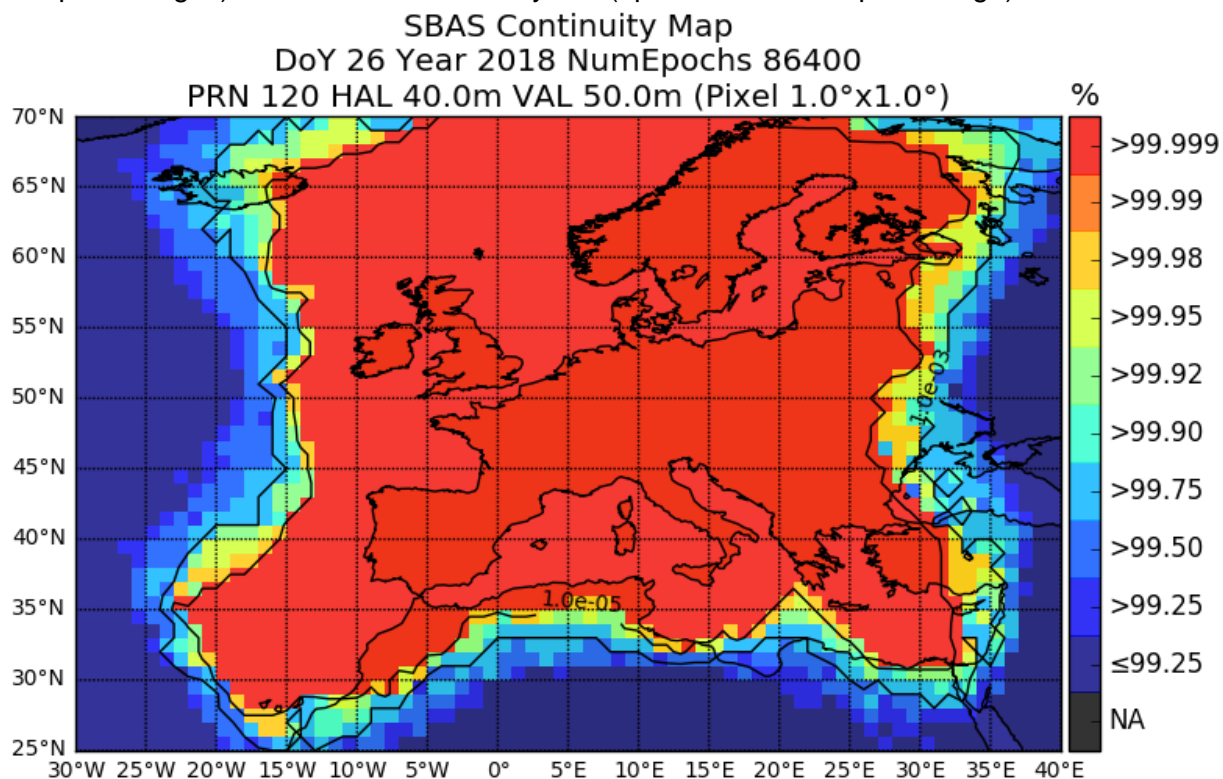 SBAS Continuity Map
DoY 26 Year 2018 NumEpochs 86400
PRN 120 HAL 40.0m VAL 50.0m (Pixel 1.0°x1.0°)
%
70°N
65°N
60°N
55°N
50°N
45°N
40°N
35°N
30°N
25°N
1.0e-03
1.0e-05
>99.999
>99.99
>99.98
>99.95
>99.92
>99.90
>99.75
>99.50
>99.25
≤99.25
NA
30°W 25°W 20°W 15°W 10°W 5°W 0° 5°E 10°E 15°E 20°E 25°E 30°E 35°E 40°E